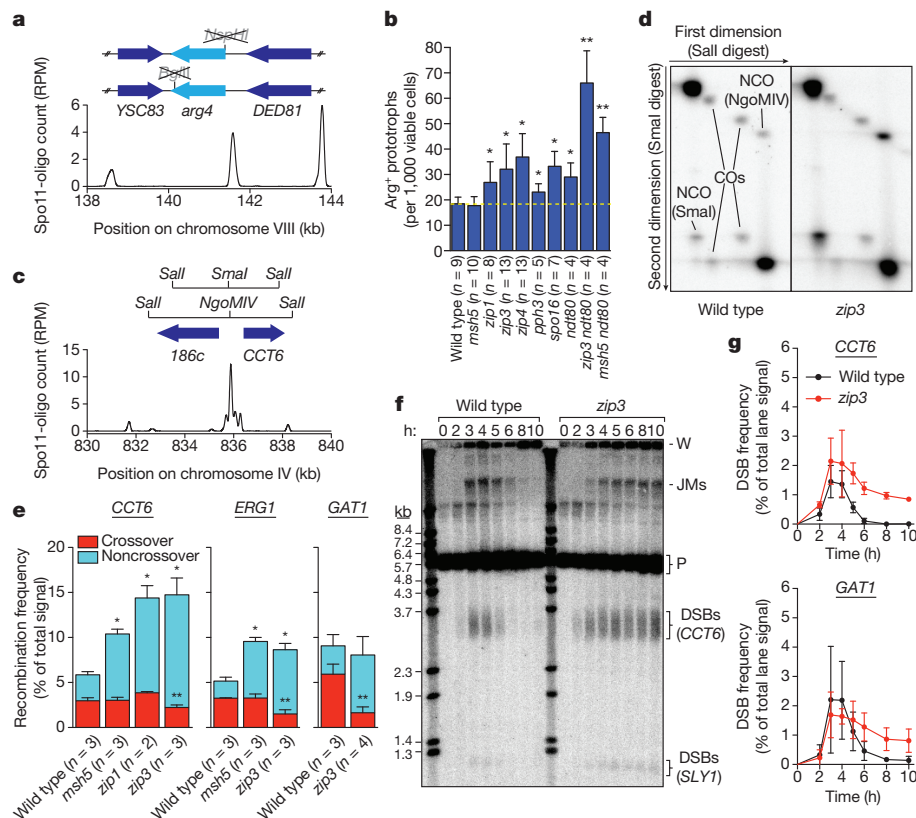 a
NspHI
BglII
YSC83 arg4 DED81
Spo11-oligo count (RPM)
6
4
2
0
138 140 142 144
Position on chromosome VIII (kb)
b
Arg+ prototrophs
(per 1,000 viable cells)
80
70
60
50
40
30
20
10
0
* * * * * * ** **
Wild type (n = 9)
msh5 (n = 10)
zip1 (n = 8)
zip3 (n = 13)
zip4 (n = 13)
pph3 (n = 5)
spo16 (n = 7)
ndt80 (n = 4)
zip3 ndt80 (n = 4)
msh5 ndt80 (n = 4)
c
SalI SmaI SalI
SalI NgoMIV SalI
186c CCT6
Spo11-oligo count (RPM)
15
10
5
0
830 832 834 836 838 840
Position on chromosome IV (kb)
d
First dimension
(SalI digest)
Second dimension (SmaI digest)
NCO
(NgoMIV)
COs
NCO
(SmaI)
Wild type zip3
e
CCT6 ERG1 GAT1
Crossover
Noncrossover
Recombination frequency
(% of total signal)
20
15
10
5
0
* * * **
* * **
**
Wild type (n = 3)
msh5 (n = 3)
zip1 (n = 2)
zip3 (n = 3)
Wild type (n = 3)
msh5 (n = 3)
zip3 (n = 3)
Wild type (n = 3)
zip3 (n = 4)
f
Wild type zip3
h: 0 2 3 4 5 6 8 10 0 2 3 4 5 6 8 10
W
JMs
kb
8.4
7.2
6.4
5.7
4.8
4.3
3.7
2.3
1.9
1.4
1.3
P
DSBs
(CCT6)
DSBs
(SLY1)
g
CCT6
Wild type
zip3
DSB frequency
(% of total lane signal)
6
5
4
3
2
1
0
0 2 4 6 8 10
Time (h)
GAT1
DSB frequency
(% of total lane signal)
6
5
4
3
2
1
0
0 2 4 6 8 10
Time (h)